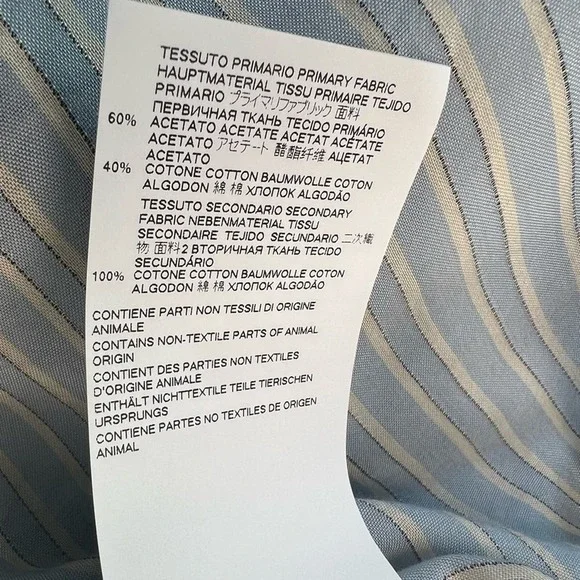 TESSUTO PRIMARIO PRIMARY FABRIC
HAUPTMATERIAL TISSU PRIMAIRE TEJIDO
PRIMARIO プライマリファブリック 面料
ПЕРВИЧНАЯ ТКАНЬ TECIDO PRIMÁRIO
60% ACETATO ACETATE ACETAT ACÉTATE
ACETATO アセテート 醋酯纤维 АЦЕТАТ
ACETATO
40% COTONE COTTON BAUMWOLLE COTON
ALGODON 綿 棉 ХЛОПОК ALGODÃO
TESSUTO SECONDARIO SECONDARY
FABRIC NEBENMATERIAL TISSU
SECONDAIRE TEJIDO SECUNDARIO 二次織
物 面料2 ВТОРИЧНАЯ ТКАНЬ TECIDO
SECUNDÁRIO
100% COTONE COTTON BAUMWOLLE COTON
ALGODON 綿 棉 ХЛОПОК ALGODÃO
CONTIENE PARTI NON TESSILI DI ORIGINE
ANIMALE
CONTAINS NON-TEXTILE PARTS OF ANIMAL
ORIGIN
CONTIENT DES PARTIES NON TEXTILES
D'ORIGINE ANIMALE
ENTHÄLT NICHTTEXTILE TEILE TIERISCHEN
URSPRUNGS
CONTIENE PARTES NO TEXTILES DE ORIGEN
ANIMAL